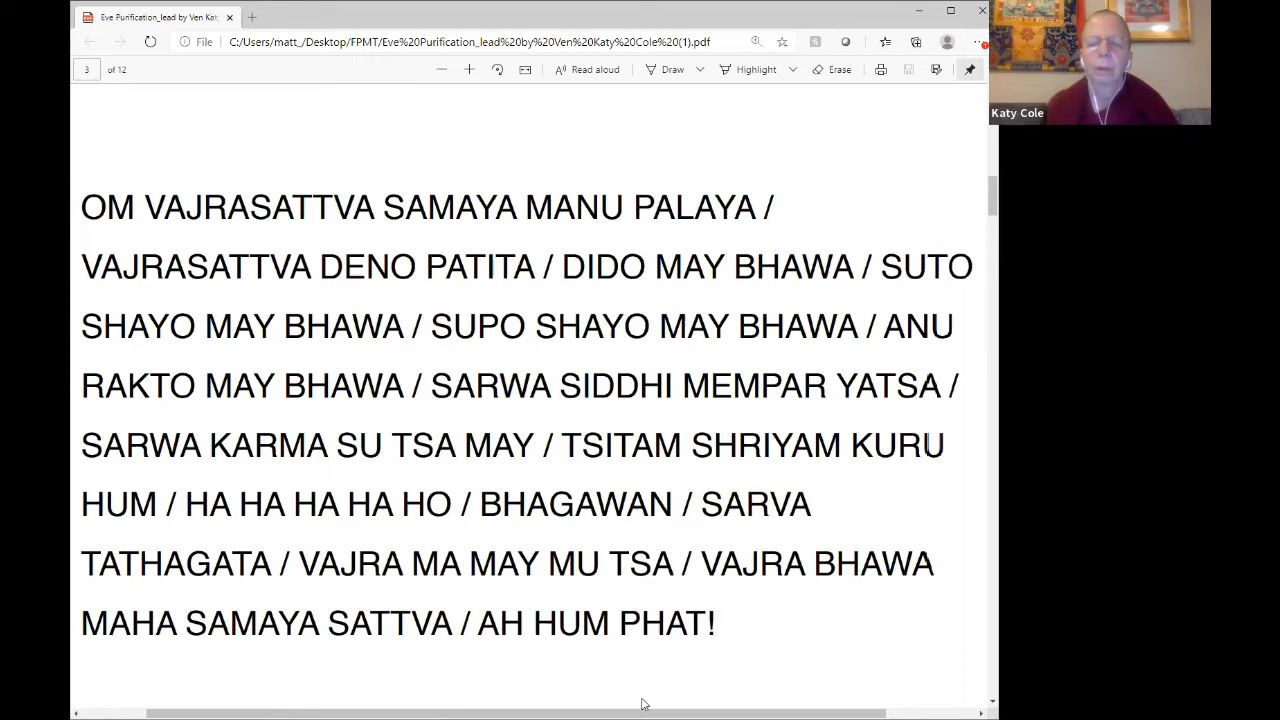 Eve Purification_lead by Ven Kat
File
C:/Users/matt_/Desktop/FPMT/Eve%20Purification_lead%20by%20Ven%20Katy%20Cole%20(1).pdf
3 of 12
Read aloud
Draw
Highlight
Erase
Katy Cole
OM VAJRASATTVA SAMAYA MANU PALAYA /
VAJRASATTVA DENO PATITA / DIDO MAY BHAWA / SUTO
SHAYO MAY BHAWA / SUPO SHAYO MAY BHAWA / ANU
RAKTO MAY BHAWA / SARWA SIDDHI MEMPAR YATSA /
SARWA KARMA SU TSA MAY / TSITAM SHRIYAM KURU
HUM / HA HA HA HA HO / BHAGAWAN / SARVA
TATHAGATA / VAJRA MA MAY MU TSA / VAJRA BHAWA
MAHA SAMAYA SATTVA / AH HUM PHAT!